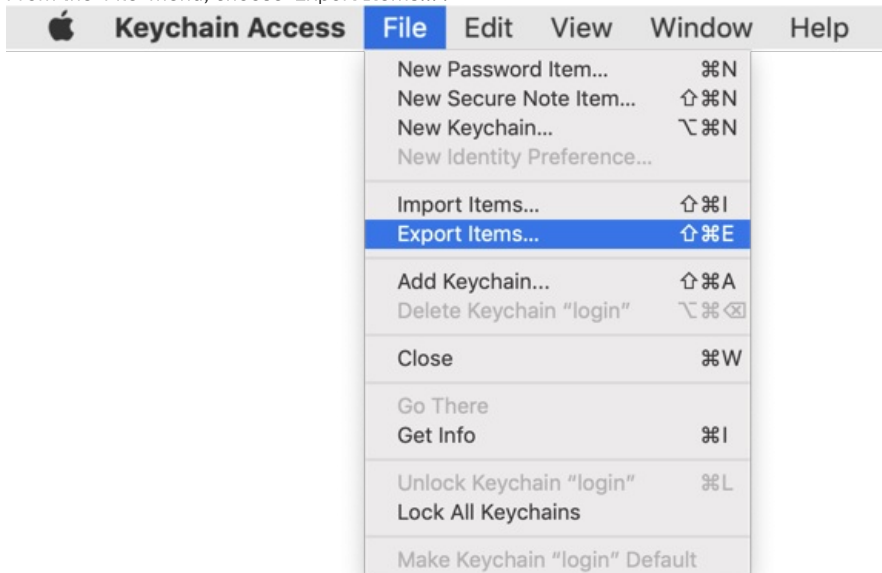 Keychain Access File Edit View Window Help
New Password Item... ⌘N
New Secure Note Item... ⇧⌘N
New Keychain... ⌥⌘N
New Identity Preference...
Import Items... ⇧⌘I
Export Items... ⇧⌘E
Add Keychain... ⇧⌘A
Delete Keychain “login” ⌥⌘⌫
Close ⌘W
Go There
Get Info ⌘I
Unlock Keychain “login” ⌘L
Lock All Keychains
Make Keychain “login” Default